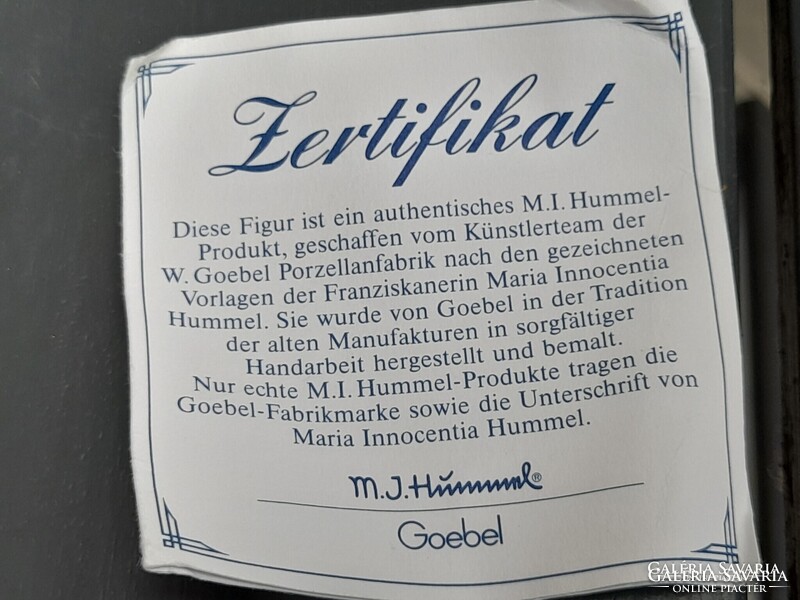 Zertifikat
Diese Figur ist ein authentisches M.I. Hummel-
Produkt, geschaffen vom Künstlerteam der
W. Goebel Porzellanfabrik nach den gezeichneten
Vorlagen der Franziskanerin Maria Innocentia
Hummel. Sie wurde von Goebel in der Tradition
der alten Manufakturen in sorgfältiger
Handarbeit hergestellt und bemalt.
Nur echte M.I. Hummel-Produkte tragen die
Goebel-Fabrikmarke sowie die Unterschrift von
Maria Innocentia Hummel.
M.J.Hummel®
Goebel
GALÉRIA SAVARIA
ONLINE PIACTÉR